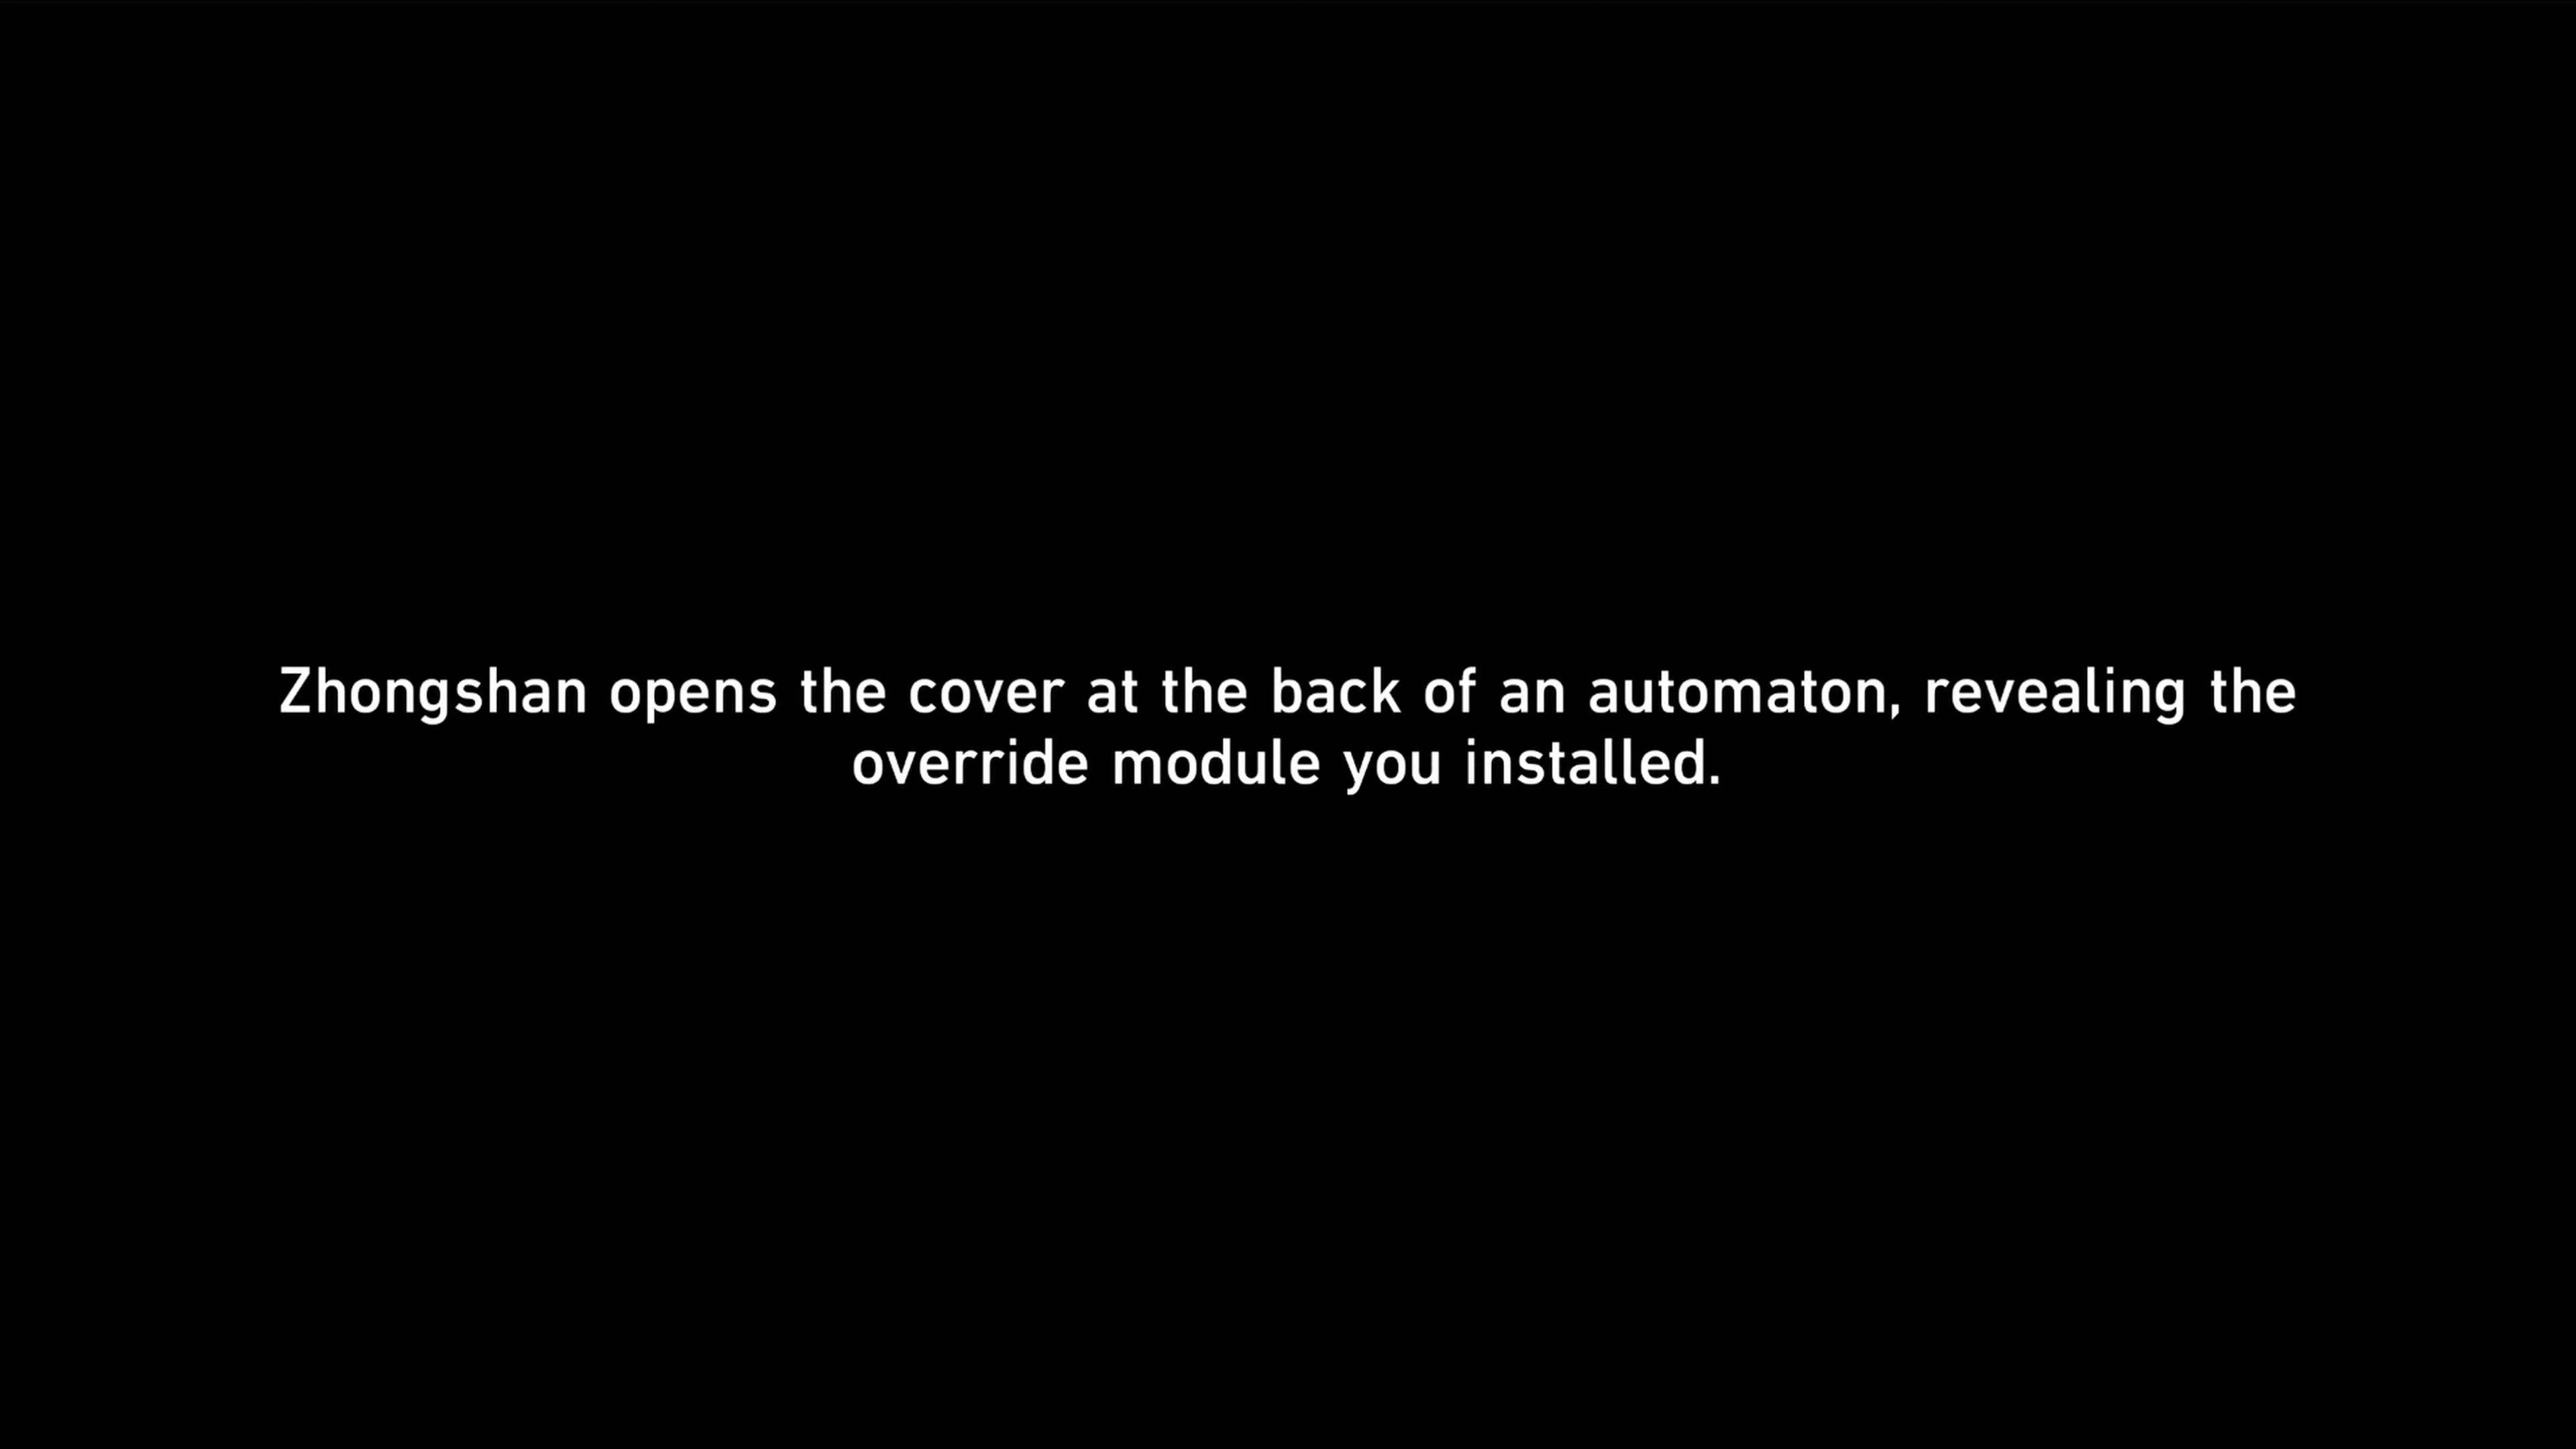 Zhongshan opens the cover at the back of an automaton, revealing the
override module you installed.